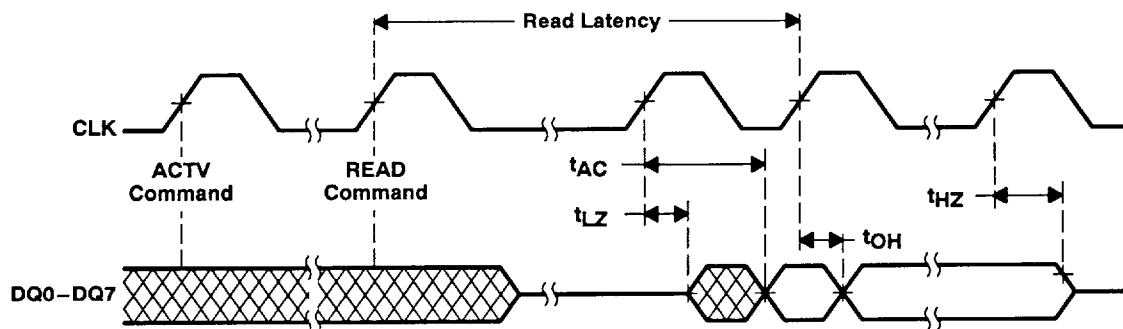 Read Latency
CLK
ACTV
Command
READ
Command
tAC
tLZ
tHZ
tOH
DQ0–DQ7